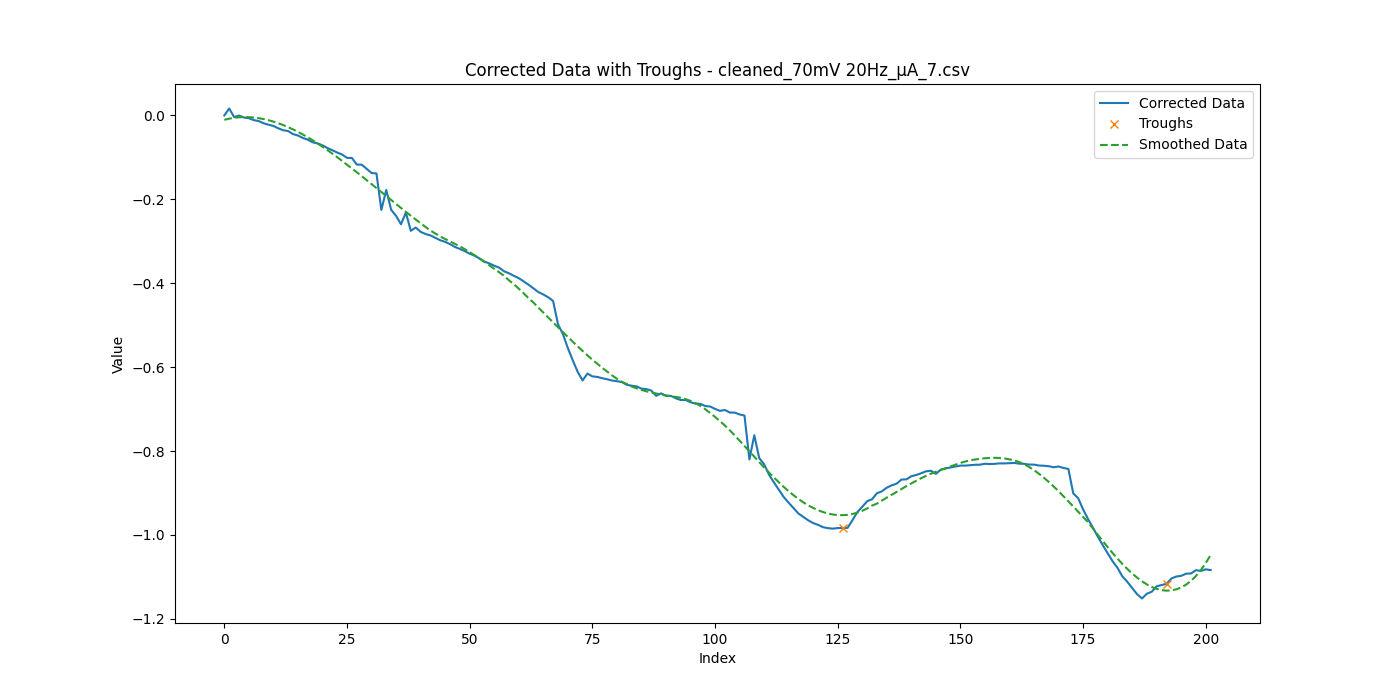 Corrected Data with Troughs - cleaned_70mV 20Hz_μA_7.csv
Corrected Data
Troughs
Smoothed Data
0.0
−0.2
−0.4
−0.6
−0.8
−1.0
−1.2
Value
0 25 50 75 100 125 150 175 200
Index